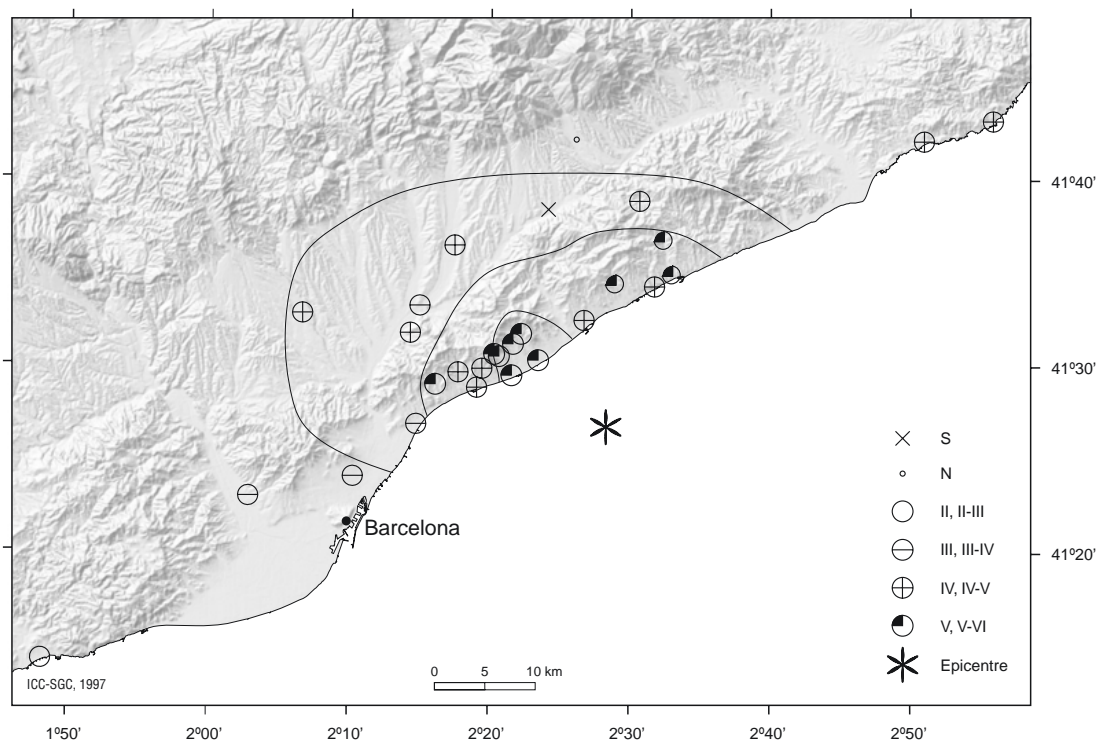 41º40'
41º30'
Barcelona
S
N
II, II-III
III, III-IV
IV, IV-V
V, V-VI
Epicentre
41º20'
0 5 10 km
ICC-SGC, 1997
1º50' 2º00' 2º10' 2º20' 2º30' 2º40' 2º50'